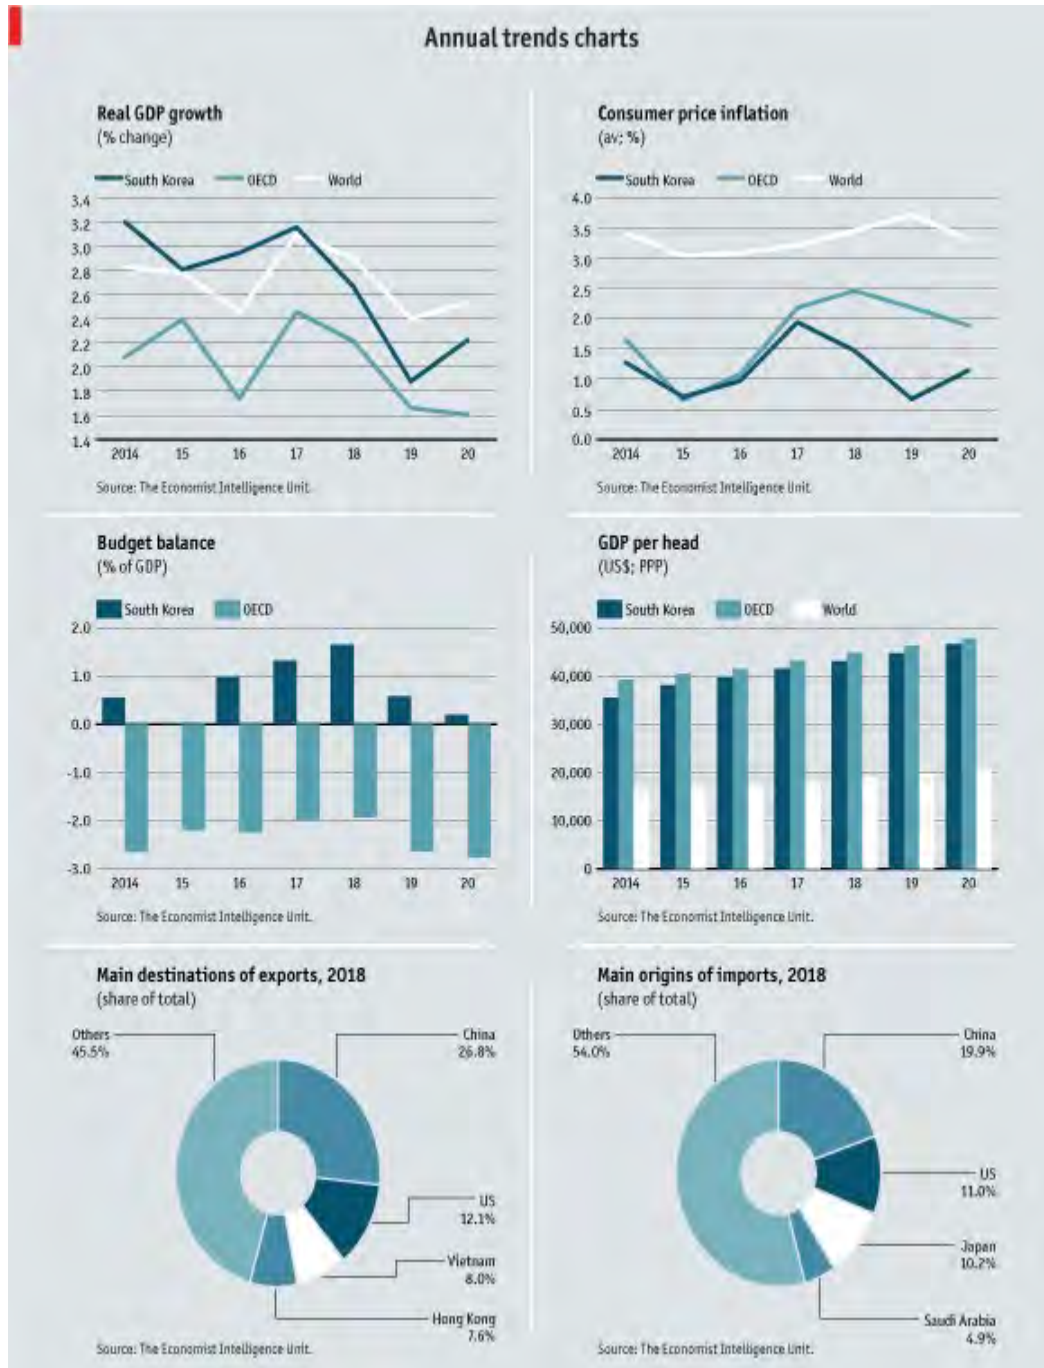 Annual trends charts
Real GDP growth
(% change)
South Korea OECD World
3.4
3.2
3.0
2.8
2.6
2.4
2.2
2.0
1.8
1.6
1.4
2014 15 16 17 18 19 20
Source: The Economist Intelligence Unit.
Consumer price inflation
(av; %)
South Korea OECD World
4.0
3.5
3.0
2.5
2.0
1.5
1.0
0.5
0.0
2014 15 16 17 18 19 20
Source: The Economist Intelligence Unit.
Budget balance
(% of GDP)
South Korea OECD
2.0
1.0
0.0
-1.0
-2.0
-3.0
2014 15 16 17 18 19 20
Source: The Economist Intelligence Unit.
GDP per head
(US$; PPP)
South Korea OECD World
50,000
40,000
30,000
20,000
10,000
0
2014 15 16 17 18 19 20
Source: The Economist Intelligence Unit.
Main destinations of exports, 2018
(share of total)
Others
45.5%
China
26.8%
US
12.1%
Vietnam
8.0%
Hong Kong
7.6%
Source: The Economist Intelligence Unit.
Main origins of imports, 2018
(share of total)
Others
54.0%
China
19.9%
US
11.0%
Japan
10.2%
Saudi Arabia
4.9%
Source: The Economist Intelligence Unit.